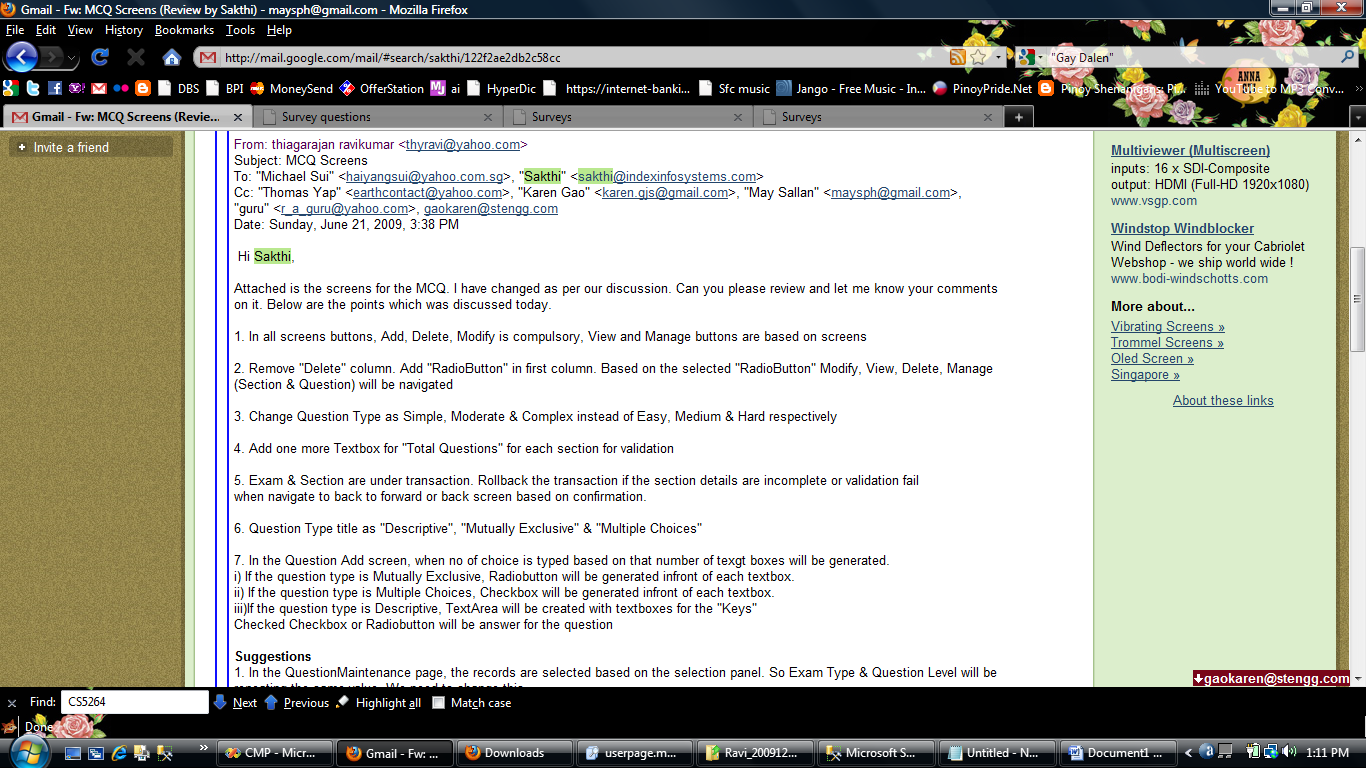 Gmail - Fw: MCQ Screens (Review by Sakthi) - maysph@gmail.com - Mozilla Firefox
File Edit View History Bookmarks Tools Help
http://mail.google.com/mail/#search/sakthi/122f2ae2db2c58cc
"Gay Dalen"
DBS BPI MoneySend OfferStation ai HyperDic https://internet-banki... Sfc music Jango - Free Music - In... PinoyPride.Net Pinoy Shenanigans: Pi... YouTube to MP3 Conv... »
Gmail - Fw: MCQ Screens (Revie... Survey questions Surveys Surveys
Invite a friend
From: thiagarajan ravikumar <thyravi@yahoo.com>
Subject: MCQ Screens
To: "Michael Sui" <haiyangsui@yahoo.com.sg>, "Sakthi" <sakthi@indexinfosystems.com>
Cc: "Thomas Yap" <earthcontact@yahoo.com>, "Karen Gao" <karen.gjs@gmail.com>, "May Sallan" <maysph@gmail.com>,
"guru" <r_a_guru@yahoo.com>, gaokaren@stengg.com
Date: Sunday, June 21, 2009, 3:38 PM
Hi Sakthi,
Attached is the screens for the MCQ. I have changed as per our discussion. Can you please review and let me know your comments
on it. Below are the points which was discussed today.
1. In all screens buttons, Add, Delete, Modify is compulsory, View and Manage buttons are based on screens
2. Remove "Delete" column. Add "RadioButton" in first column. Based on the selected "RadioButton" Modify, View, Delete, Manage
(Section & Question) will be navigated
3. Change Question Type as Simple, Moderate & Complex instead of Easy, Medium & Hard respectively
4. Add one more Textbox for "Total Questions" for each section for validation
5. Exam & Section are under transaction. Rollback the transaction if the section details are incomplete or validation fail
when navigate to back to forward or back screen based on confirmation.
6. Question Type title as "Descriptive", "Mutually Exclusive" & "Multiple Choices"
7. In the Question Add screen, when no of choice is typed based on that number of texgt boxes will be generated.
i) If the question type is Mutually Exclusive, Radiobutton will be generated infront of each textbox.
ii) If the question type is Multiple Choices, Checkbox will be generated infront of each textbox.
iii)If the question type is Descriptive, TextArea will be created with textboxes for the "Keys"
Checked Checkbox or Radiobutton will be answer for the question
Suggestions
1. In the QuestionMaintenance page, the records are selected based on the selection panel. So Exam Type & Question Level will be
Multiviewer (Multiscreen)
inputs: 16 x SDI-Composite
output: HDMI (Full-HD 1920x1080)
www.vsgp.com
Windstop Windblocker
Wind Deflectors for your Cabriolet
Webshop - we ship world wide !
www.bodi-windschotts.com
More about...
Vibrating Screens »
Trommel Screens »
Oled Screen »
Singapore »
About these links
gaokaren@stengg.com
Find: CS5264 Next Previous Highlight all Match case
Done
» CMP - Micr... Gmail - Fw: ... Downloads userpage.m... Ravi_200912... Microsoft S... Untitled - N... Document1 ... 1:11 PM